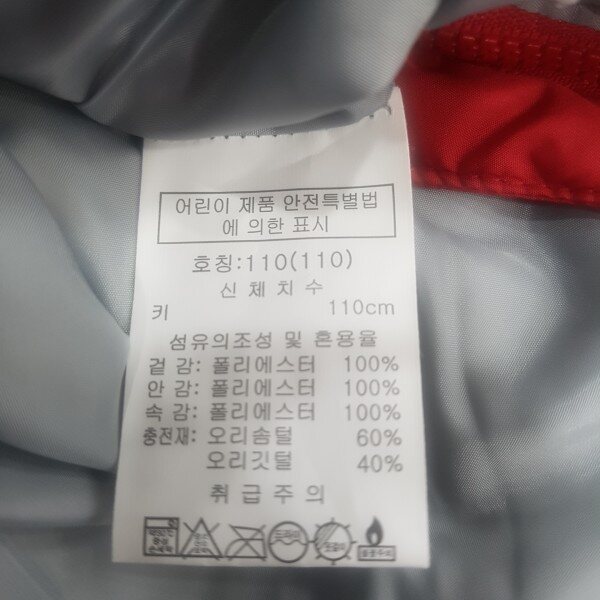 어린이 제품 안전특별법
에 의한 표시
호칭:110(110)
신 체 치 수
키 110cm
섬유의조성 및 혼용율
겉 감: 폴리에스터 100%
안 감: 폴리에스터 100%
속 감: 폴리에스터 100%
충전재: 오리솜털 60%
오리깃털 40%
취 급 주 의
드라이